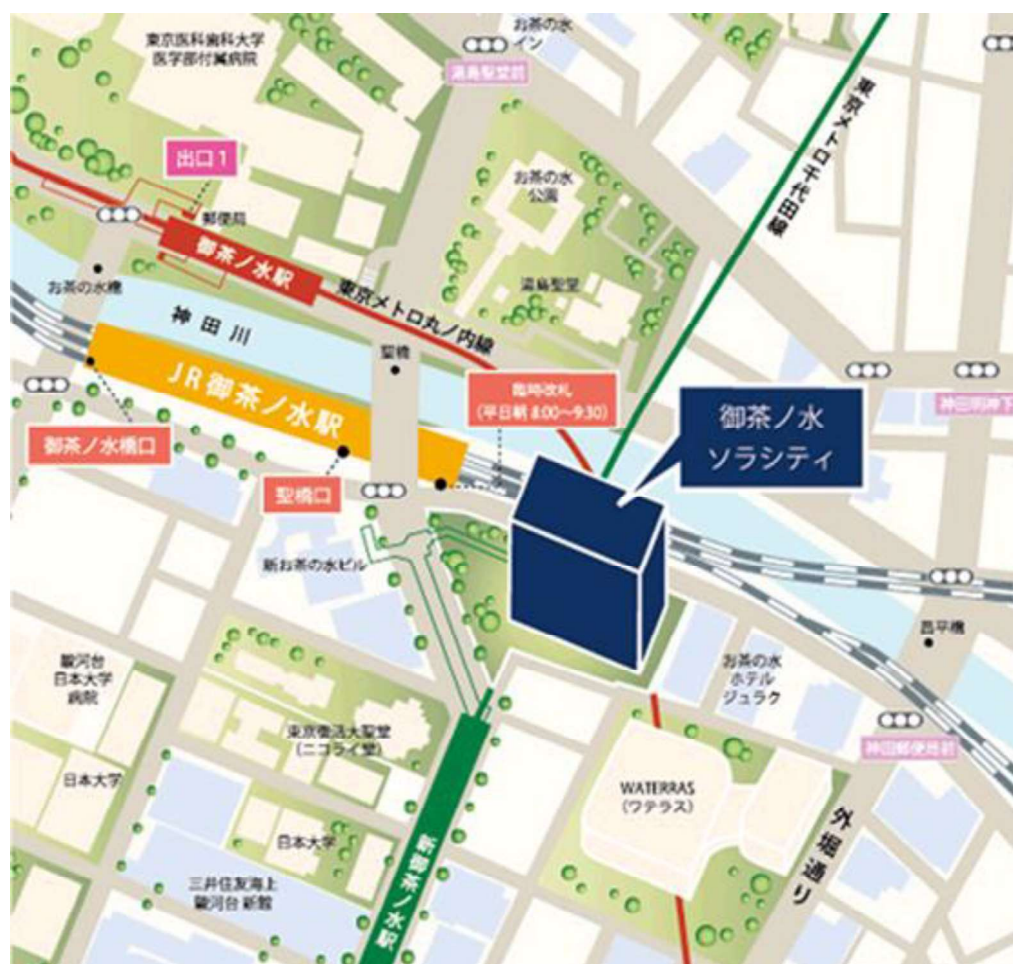 お茶の水
イン
東京医科歯科大学
医学部付属病院
湯島聖堂前
東京メトロ千代田線
出口1
お茶の水
公園
郵便局
御茶ノ水駅
湯島聖堂
お茶の水橋
東京メトロ丸ノ内線
神田川
聖橋
JR御茶ノ水駅
臨時改札
(平日朝 8:00~9:30)
神田明神下
御茶ノ水
ソラシティ
御茶ノ水橋口
聖橋口
新お茶の水ビル
昌平橋
駿河台
日本大学
病院
お茶の水
ホテル
ジュラク
東京復活大聖堂
(ニコライ堂)
神田郵便局前
日本大学
WATERRAS
(ワテラス)
外堀通り
日本大学
三井住友海上
駿河台 新館
新御茶ノ水駅